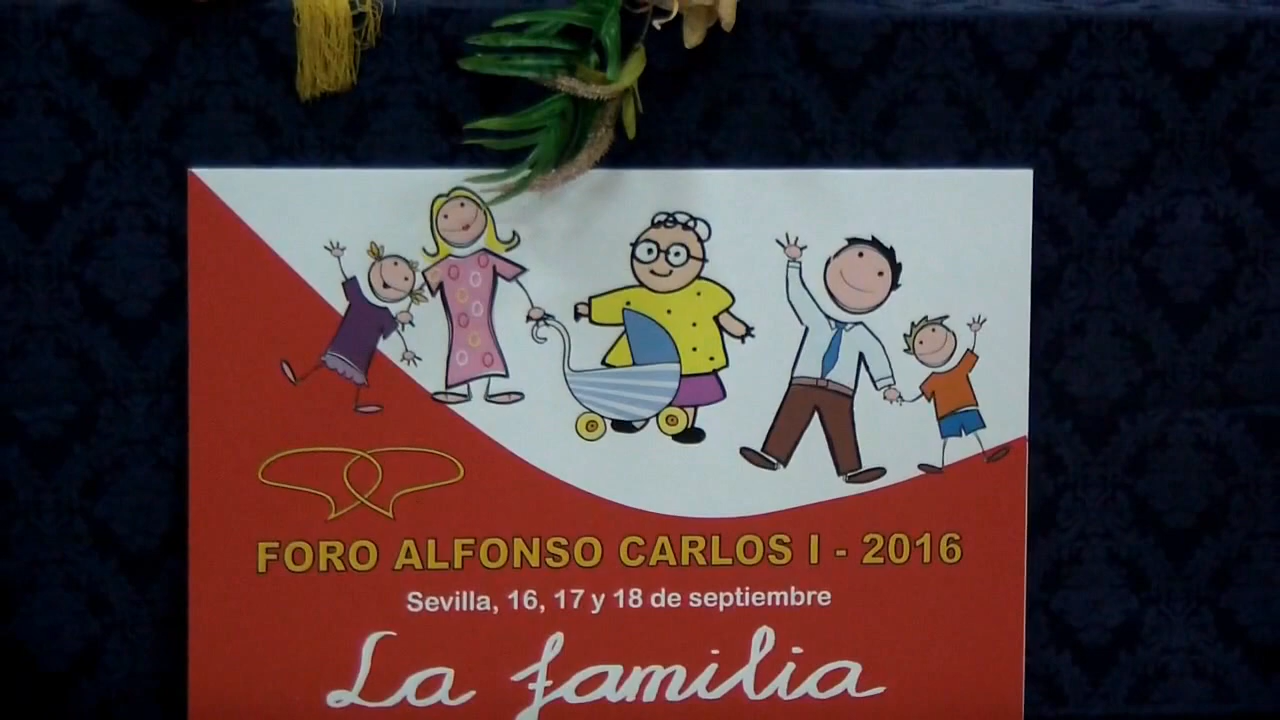 FORO ALFONSO CARLOS I - 2016
Sevilla, 16, 17 y 18 de septiembre
La familia